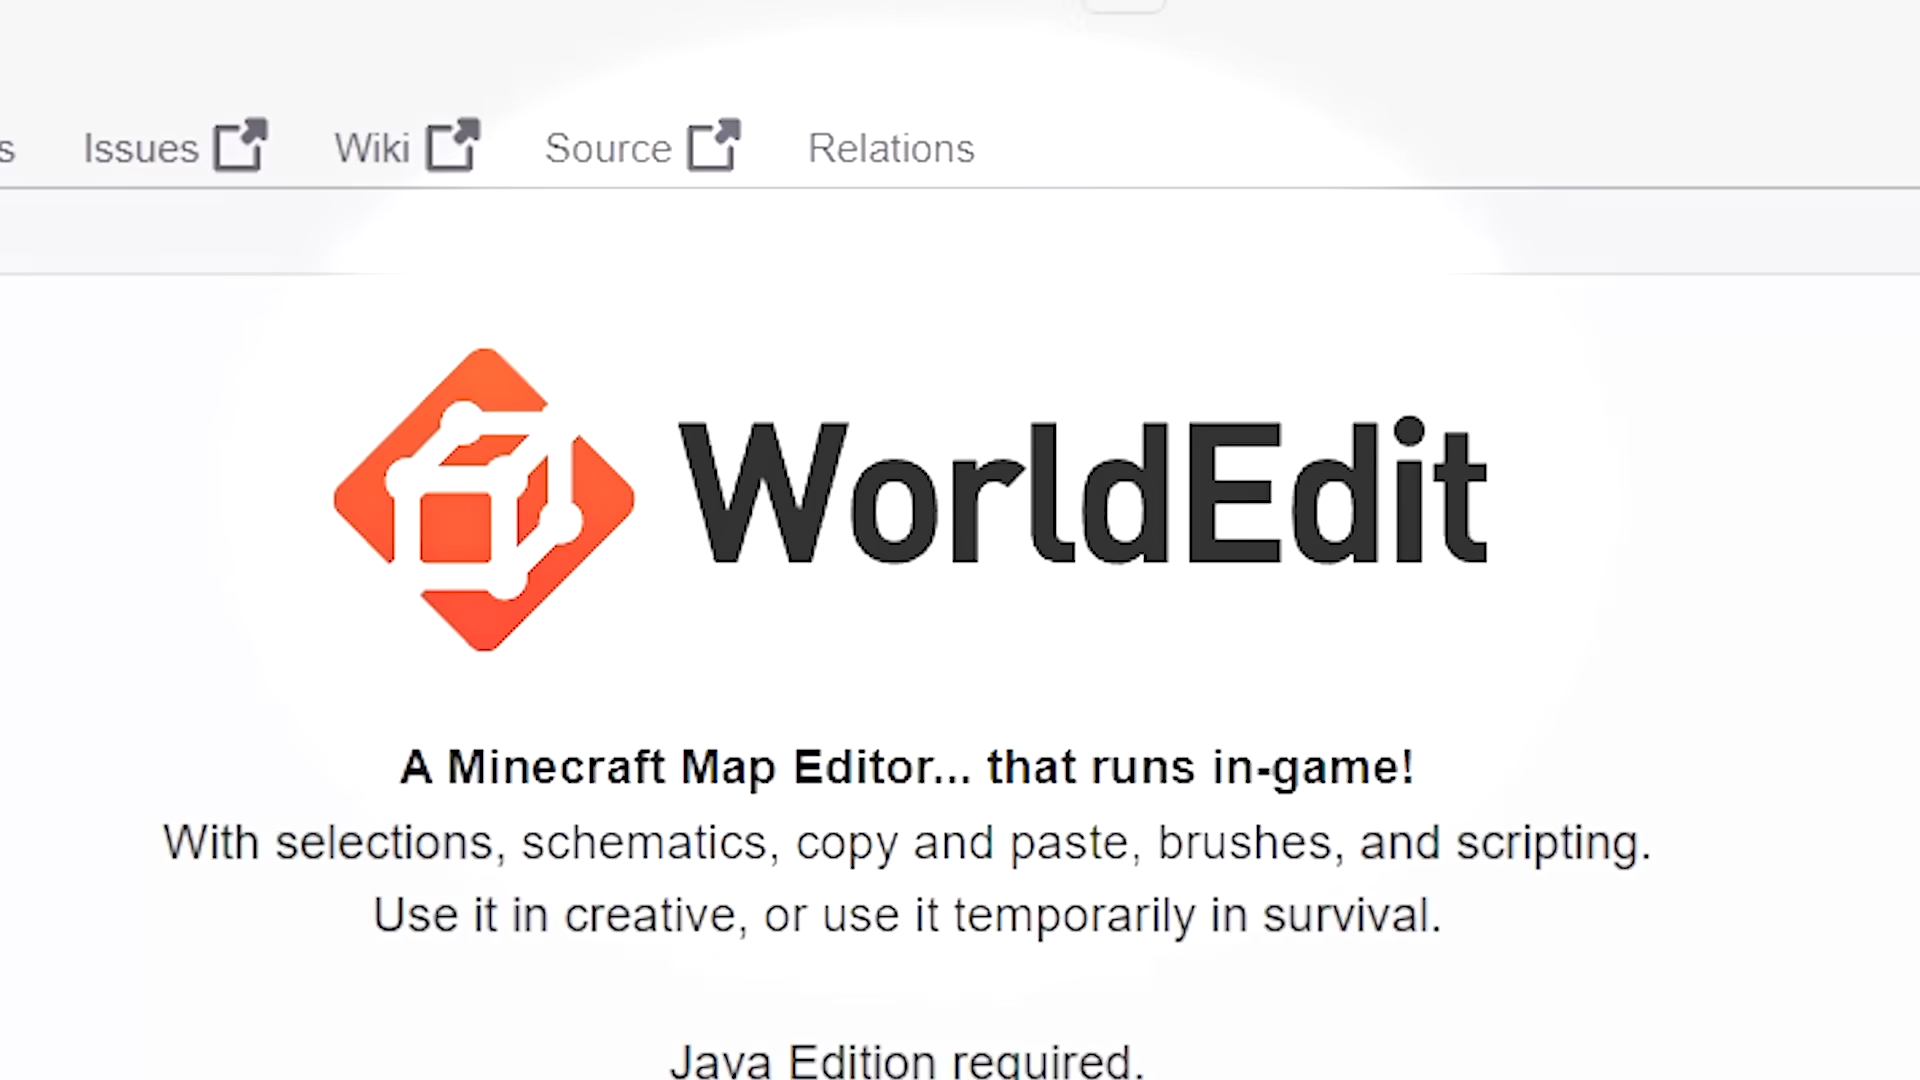 s Issues Wiki Source Relations
WorldEdit
A Minecraft Map Editor... that runs in-game!
With selections, schematics, copy and paste, brushes, and scripting.
Use it in creative, or use it temporarily in survival.
Java Edition required.